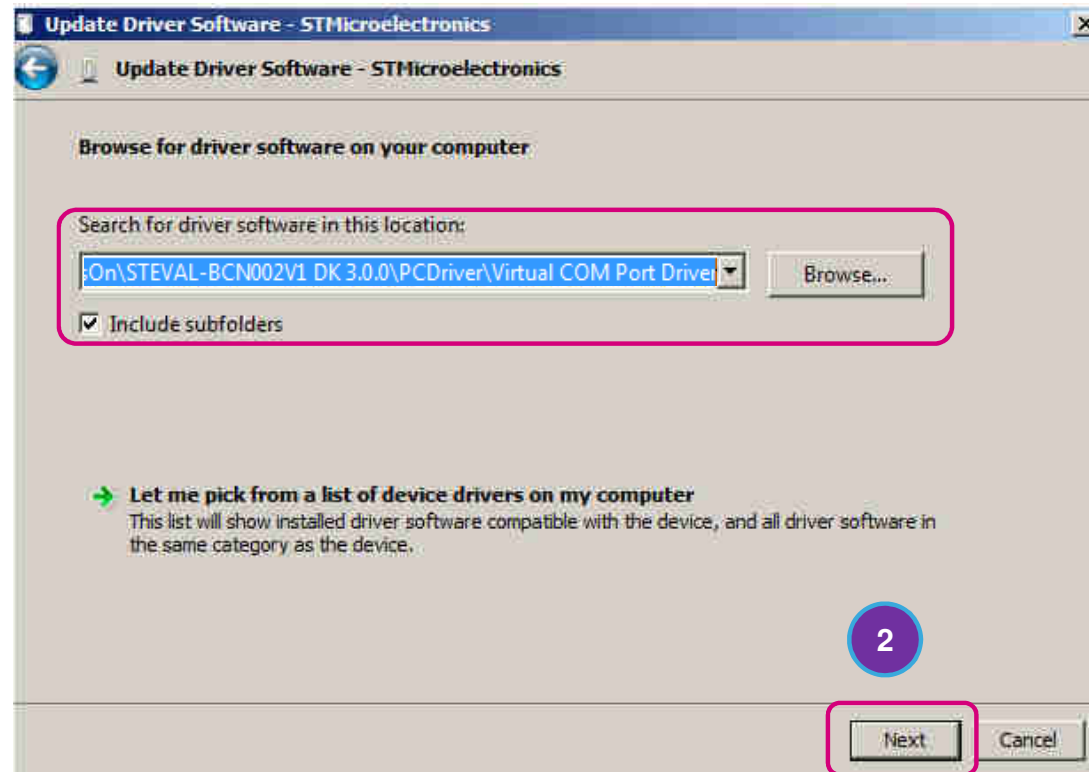 Update Driver Software - STMicroelectronics
Update Driver Software - STMicroelectronics
Browse for driver software on your computer
Search for driver software in this location:
sOn\STEVAL-BCN002V1 DK 3.0.0\PCDriver\Virtual COM Port Driver
Browse...
Include subfolders
Let me pick from a list of device drivers on my computer
This list will show installed driver software compatible with the device, and all driver software in
the same category as the device.
2
Next Cancel